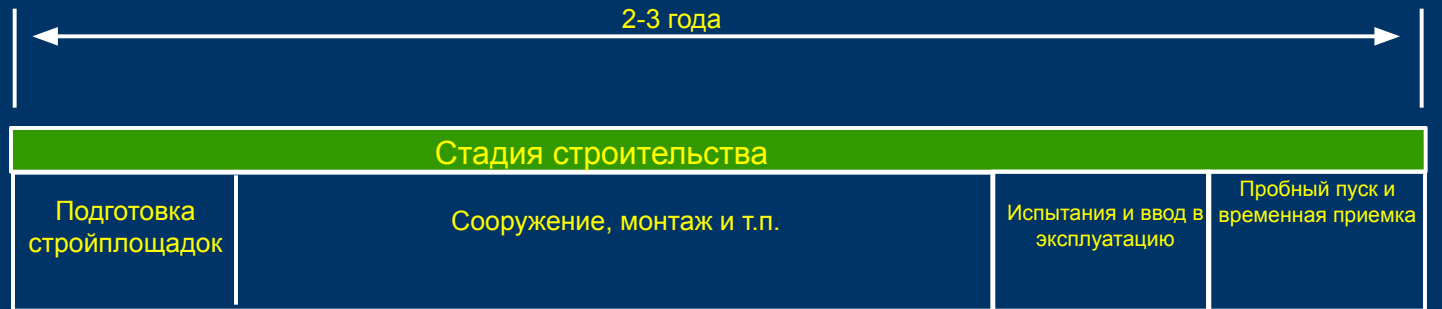 2-3 года
Стадия строительства
Подготовка
стройплощадок
Сооружение, монтаж и т.п.
Испытания и ввод в
эксплуатацию
Пробный пуск и
временная приемка